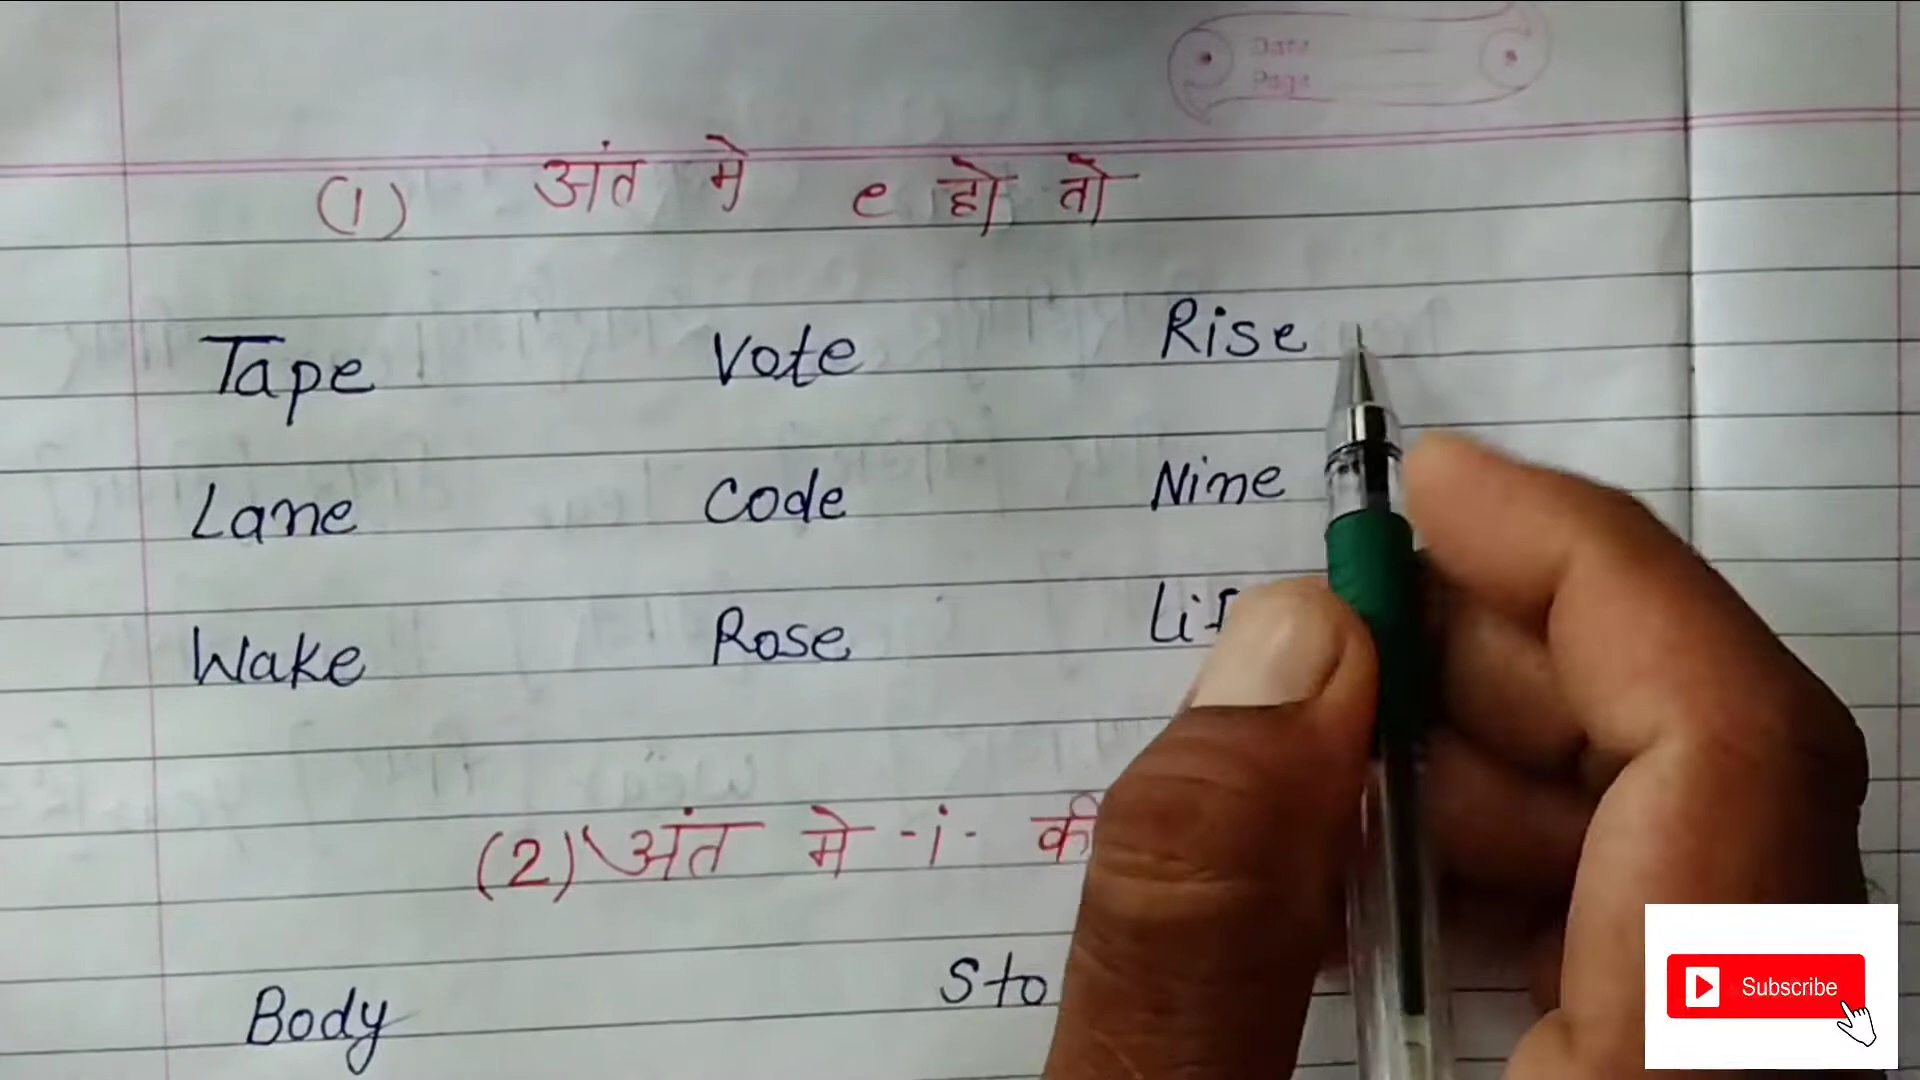 Date
Page
(1) अंत मे e हो तो
Tape Vote Rise
Lane Code Nine
Wake Rose
(2) अंत मे -i- की
Body
Subscribe